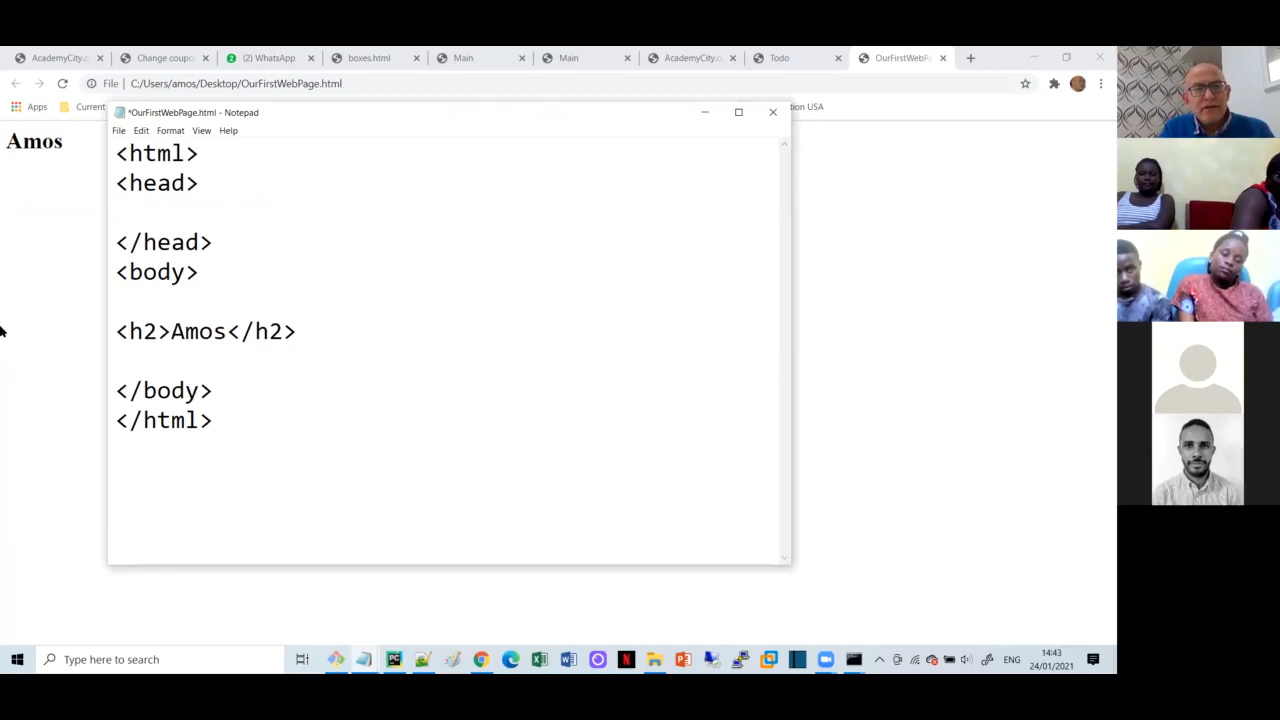 AcademyCity.o
Change coupo
(2) WhatsApp
boxes.html
Main
Main
AcademyCity.
Todo
OurFirstWebP
File
C:/Users/amos/Desktop/OurFirstWebPage.html
Apps
Current
ion USA
Amos
*OurFirstWebPage.html - Notepad
File Edit Format View Help
<html>
<head>
</head>
<body>
<h2>Amos</h2>
</body>
</html>
Type here to search
ENG
14:43
24/01/2021